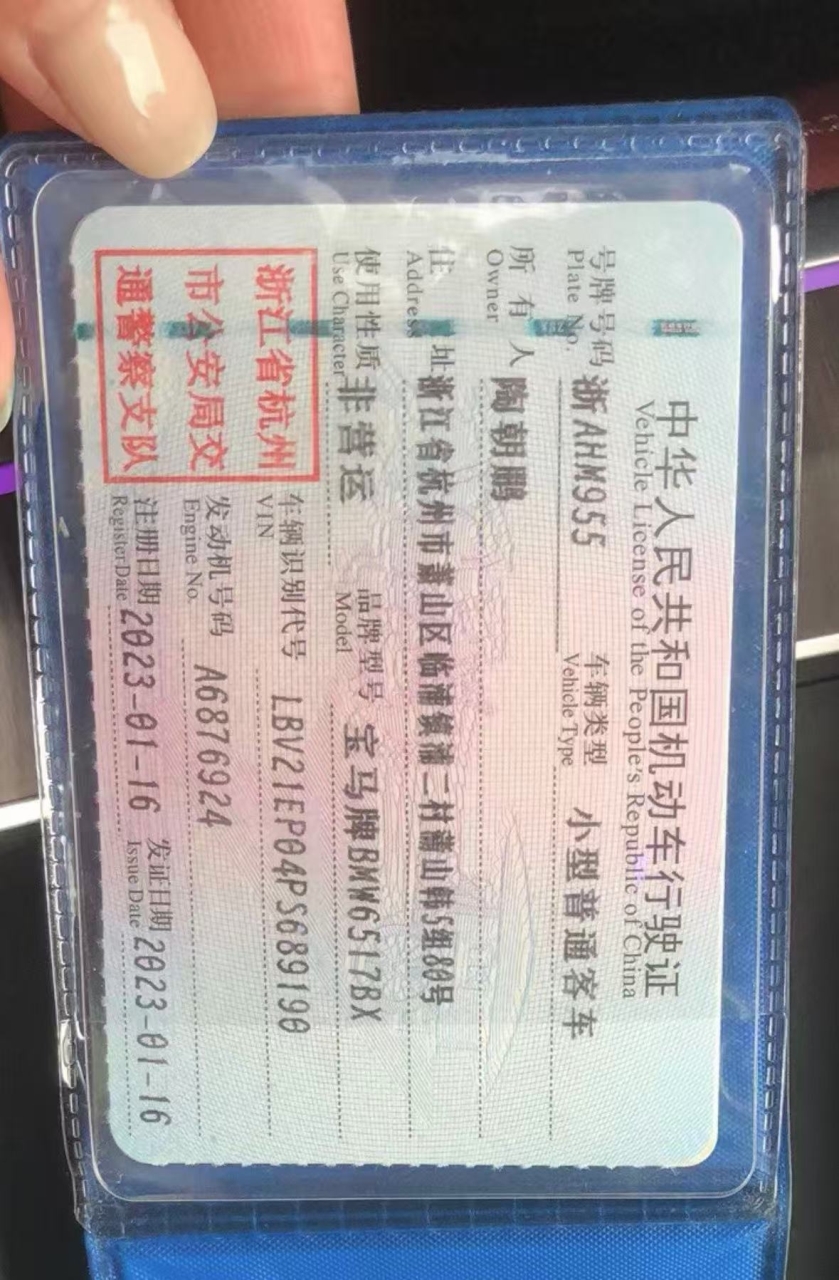 中华人民共和国机动车行驶证
Vehicle License of the People's Republic of China
号牌号码 浙AHM955 车辆类型 小型普通客车
Plate No. Vehicle Type
所有人 陶朝鹏
Owner
住址 浙江省杭州市萧山区临浦镇浦二村萧山韩5组80号
Address
使用性质 非营运 品牌型号 宝马牌BMW6517BX
Use Character Model
浙江省杭州
市公安局交
通警察支队
车辆识别代号 LBV21EP04PS689190
VIN
发动机号码 A6876924
Engine No.
注册日期 2023-01-16 发证日期 2023-01-16
Register Date Issue Date